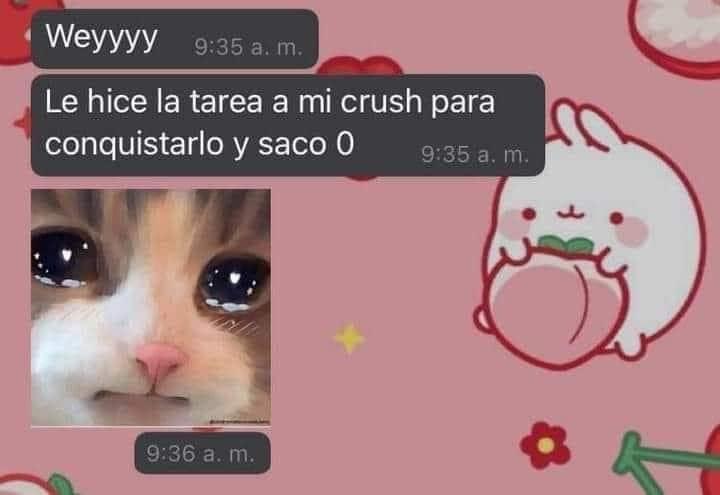 Weyyyy
9:35 a. m.
Le hice la tarea a mi crush para
conquistarlo y saco 0
9:35 a. m.
9:36 a. m.